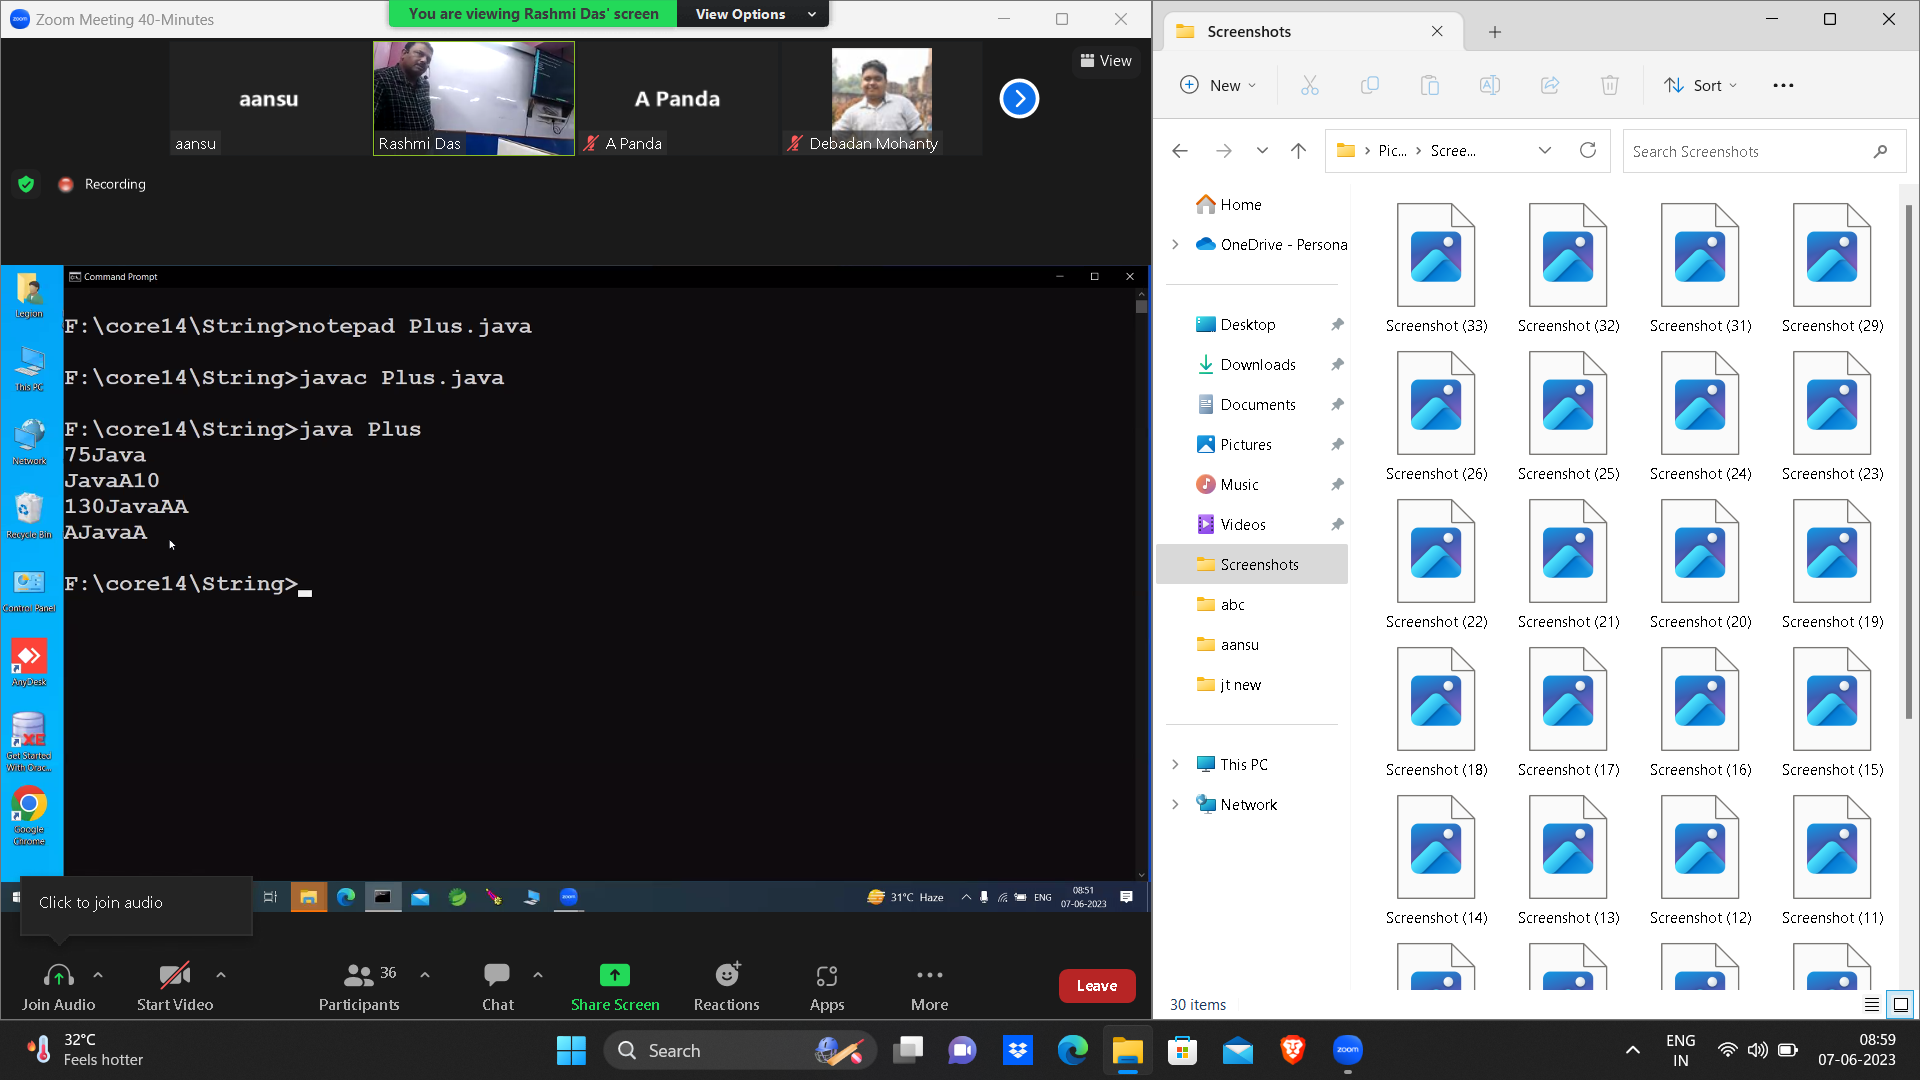 Zoom Meeting 40-Minutes
You are viewing Rashmi Das' screen
View Options
aansu
aansu
Rashmi Das
A Panda
A Panda
Debadan Mohanty
View
Recording
Command Prompt
F:\core14\String>notepad Plus.java
F:\core14\String>javac Plus.java
F:\core14\String>java Plus
75Java
JavaA10
130JavaAA
AJavaA
F:\core14\String>
Legion
This PC
Network
Recycle Bin
Control Panel
AnyDesk
Get Started
With Orac...
Google
Chrome
31°C Haze
ENG
08:51
07-06-2023
Click to join audio
Join Audio
Start Video
36
Participants
Chat
Share Screen
Reactions
Apps
More
Leave
Screenshots
New
Sort
Pic...
Scree...
Search Screenshots
Home
OneDrive - Persona
Desktop
Downloads
Documents
Pictures
Music
Videos
Screenshots
abc
aansu
jt new
This PC
Network
Screenshot (33)
Screenshot (32)
Screenshot (31)
Screenshot (29)
Screenshot (26)
Screenshot (25)
Screenshot (24)
Screenshot (23)
Screenshot (22)
Screenshot (21)
Screenshot (20)
Screenshot (19)
Screenshot (18)
Screenshot (17)
Screenshot (16)
Screenshot (15)
Screenshot (14)
Screenshot (13)
Screenshot (12)
Screenshot (11)
30 items
32°C
Feels hotter
Search
zoom
ENG
IN
08:59
07-06-2023